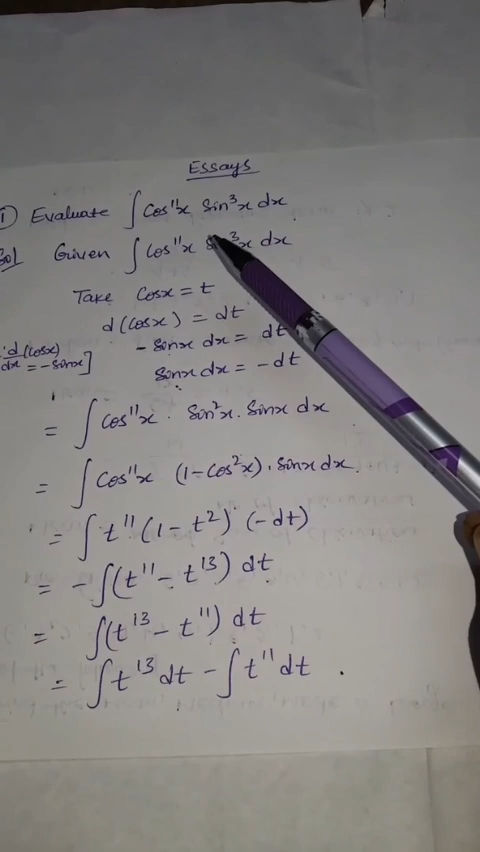 Essays
1) Evaluate ∫ Cos¹¹x Sin³x dx
Sol Given ∫ Cos¹¹x Sin³x dx
Take Cosx = t
d(cosx) = dt
[∵ d/dx (cosx) = -sinx] - sinx dx = dt
sinx dx = -dt
= ∫ Cos¹¹x · Sin²x · Sinx dx
= ∫ Cos¹¹x (1-Cos²x) · Sinx dx.
= ∫ t¹¹ (1 - t²) (-dt)
= - ∫(t¹¹ - t¹³) dt
= ∫(t¹³ - t¹¹) dt
= ∫ t¹³ dt - ∫ t¹¹ dt .